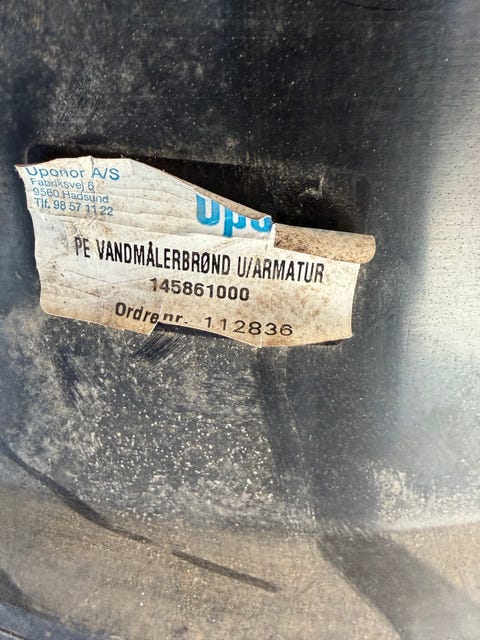 Uponor A/S
Fabriksvej 6
9560 Hadsund
Tlf. 98 57 11 22
upo
PE VANDMÅLERBRØND U/ARMATUR
145861000
Ordrenr. 112836